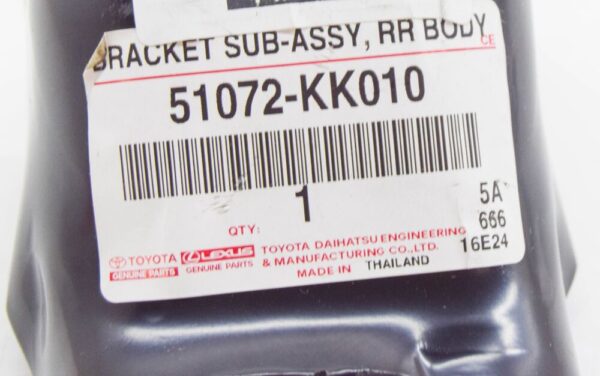 BRACKET SUB-ASSY, RR BODY
CE
51072-KK010
QTY: 1
5A
666
16E24
TOYOTA
GENUINE PARTS
LEXUS
GENUINE PARTS
TOYOTA DAIHATSU ENGINEERING
& MANUFACTURING CO., LTD.
MADE IN THAILAND